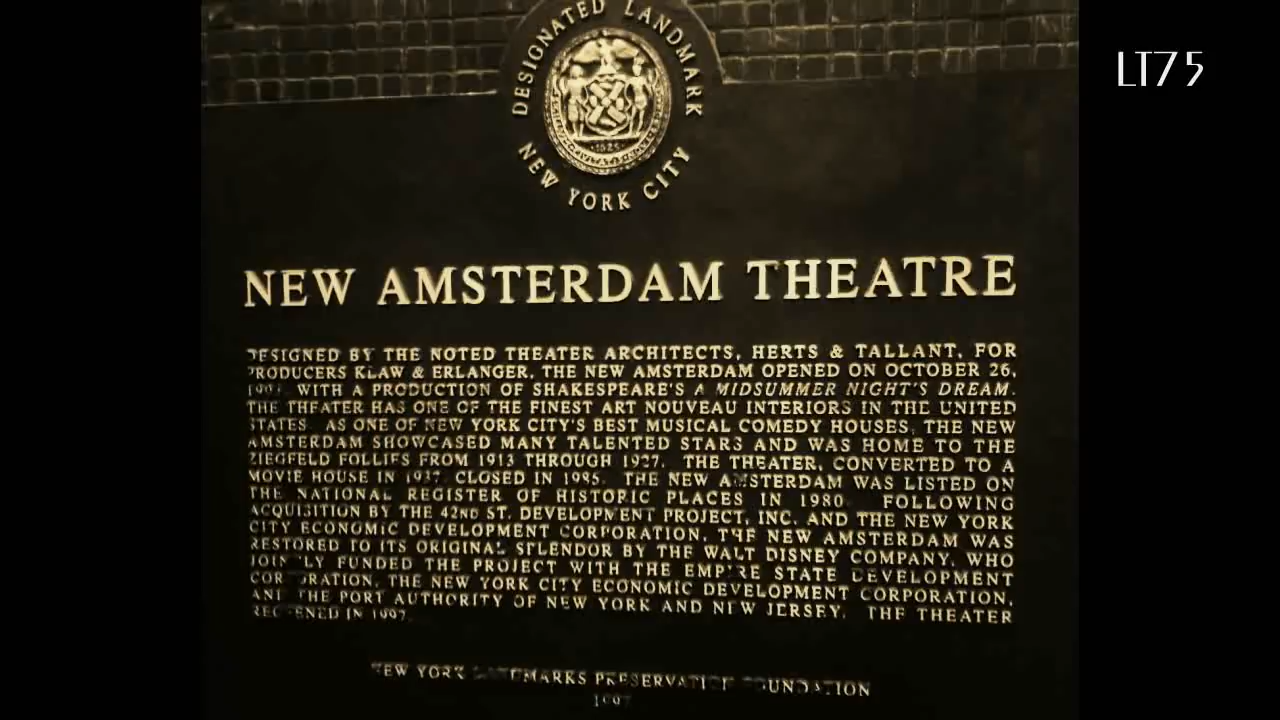 DESIGNATED LANDMARK
LT75
NEW YORK CITY
NEW AMSTERDAM THEATRE
DESIGNED BY THE NOTED THEATER ARCHITECTS, HERTS & TALLANT, FOR
PRODUCERS KLAW & ERLANGER, THE NEW AMSTERDAM OPENED ON OCTOBER 26,
WITH A PRODUCTION OF SHAKESPEARE'S A MIDSUMMER NIGHT'S DREAM.
THE THEATER HAS ONE OF THE FINEST ART NOUVEAU INTERIORS IN THE UNITED
STATES. AS ONE OF NEW YORK CITY'S BEST MUSICAL COMEDY HOUSES, THE NEW
AMSTERDAM SHOWCASED MANY TALENTED STARS AND WAS HOME TO THE
ZIEGFELD FOLLIES FROM 1913 THROUGH 1927. THE THEATER, CONVERTED TO A
MOVIE HOUSE IN 1937, CLOSED IN 1985. THE NEW AMSTERDAM WAS LISTED ON
THE NATIONAL REGISTER OF HISTORIC PLACES IN 1980. FOLLOWING
ACQUISITION BY THE 42ND ST. DEVELOPMENT PROJECT, INC. AND THE NEW YORK
CITY ECONOMIC DEVELOPMENT CORPORATION, THE NEW AMSTERDAM WAS
RESTORED TO ITS ORIGINAL SPLENDOR BY THE WALT DISNEY COMPANY, WHO
JOINTLY FUNDED THE PROJECT WITH THE EMPIRE STATE DEVELOPMENT
CORPORATION, THE NEW YORK CITY ECONOMIC DEVELOPMENT CORPORATION,
AND THE PORT AUTHORITY OF NEW YORK AND NEW JERSEY. THE THEATER
REOPENED IN 1997.
NEW YORK LANDMARKS PRESERVATION FOUNDATION
1997